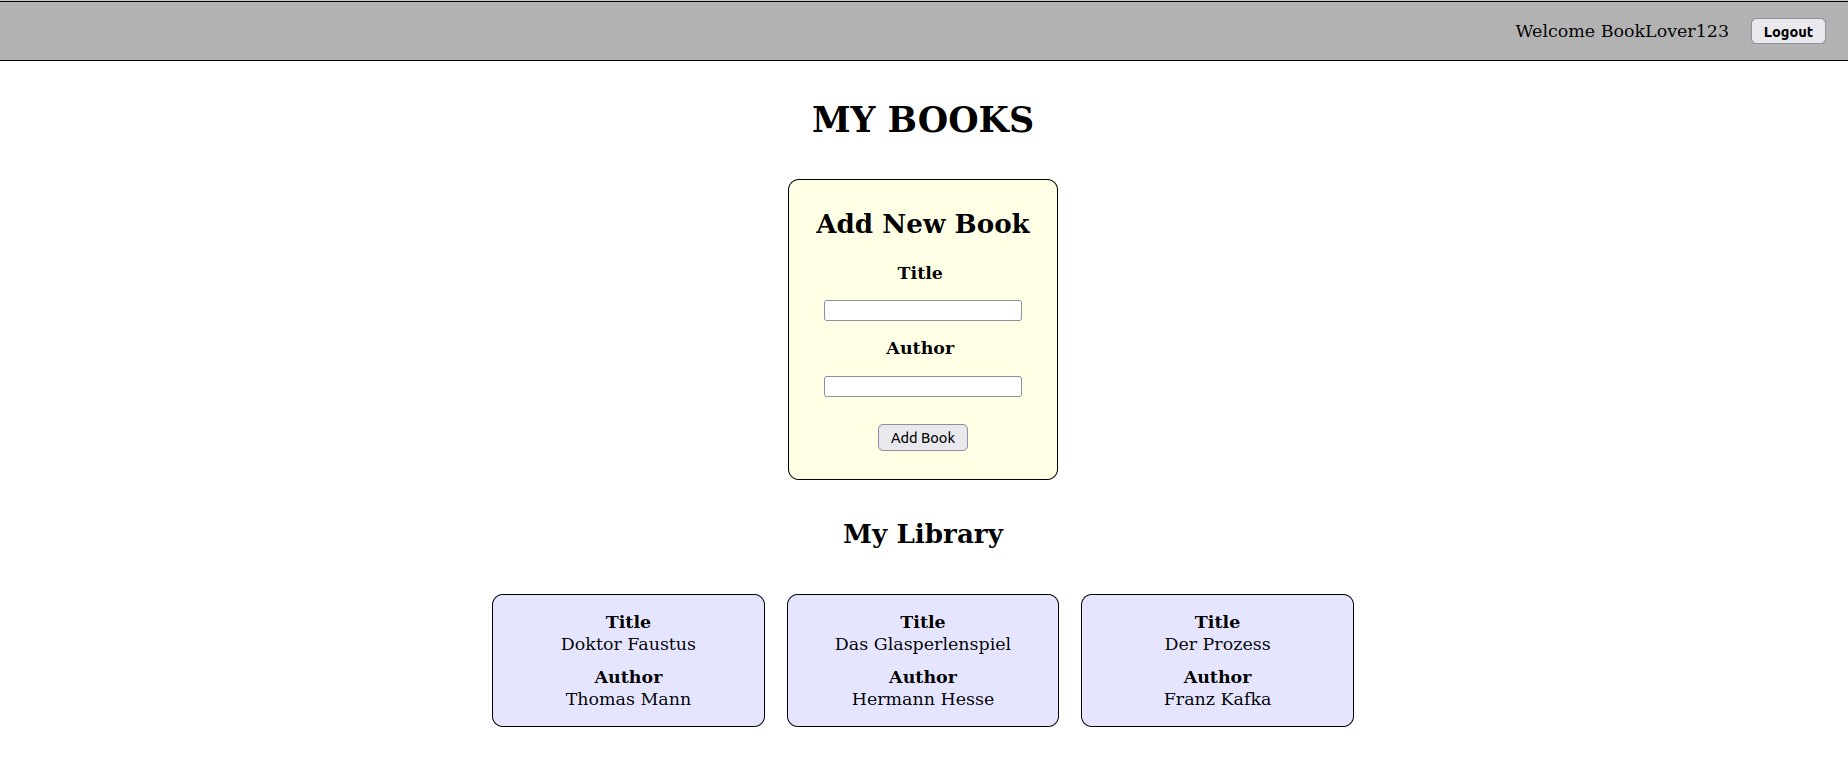 Welcome BookLover123
Logout
MY BOOKS
Add New Book
Title
Author
Add Book
My Library
Title
Doktor Faustus
Author
Thomas Mann
Title
Das Glasperlenspiel
Author
Hermann Hesse
Title
Der Prozess
Author
Franz Kafka